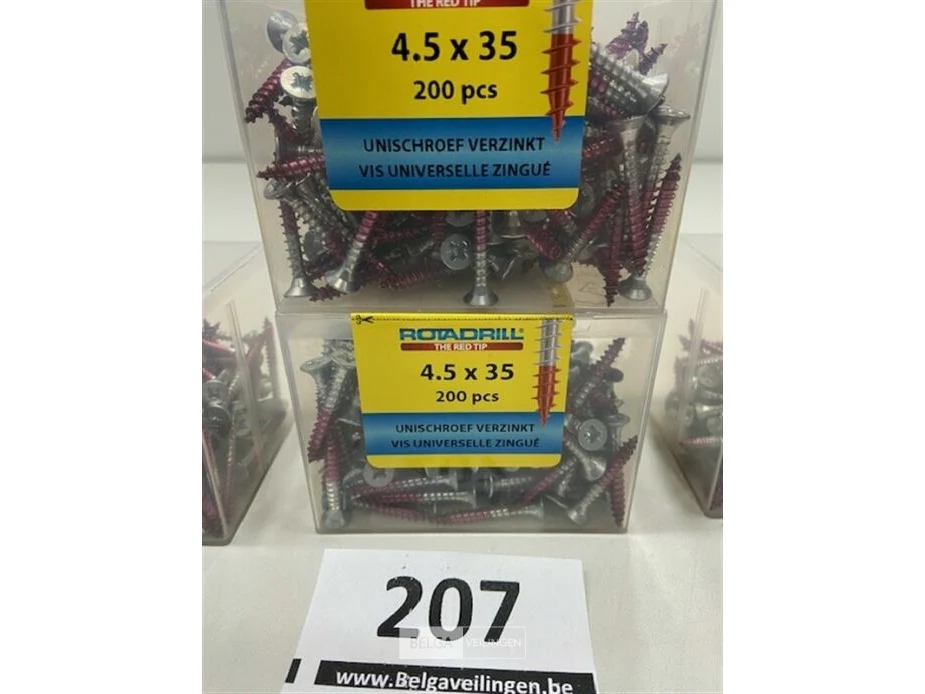 THE RED TIP
4.5 x 35
200 pcs
UNISCHROEF VERZINKT
VIS UNIVERSELLE ZINGUÉ
ROTADRILL®
THE RED TIP
4.5 x 35
200 pcs
UNISCHROEF VERZINKT
VIS UNIVERSELLE ZINGUÉ
207
BELGA VEILINGEN
www.Belgaveilingen.be